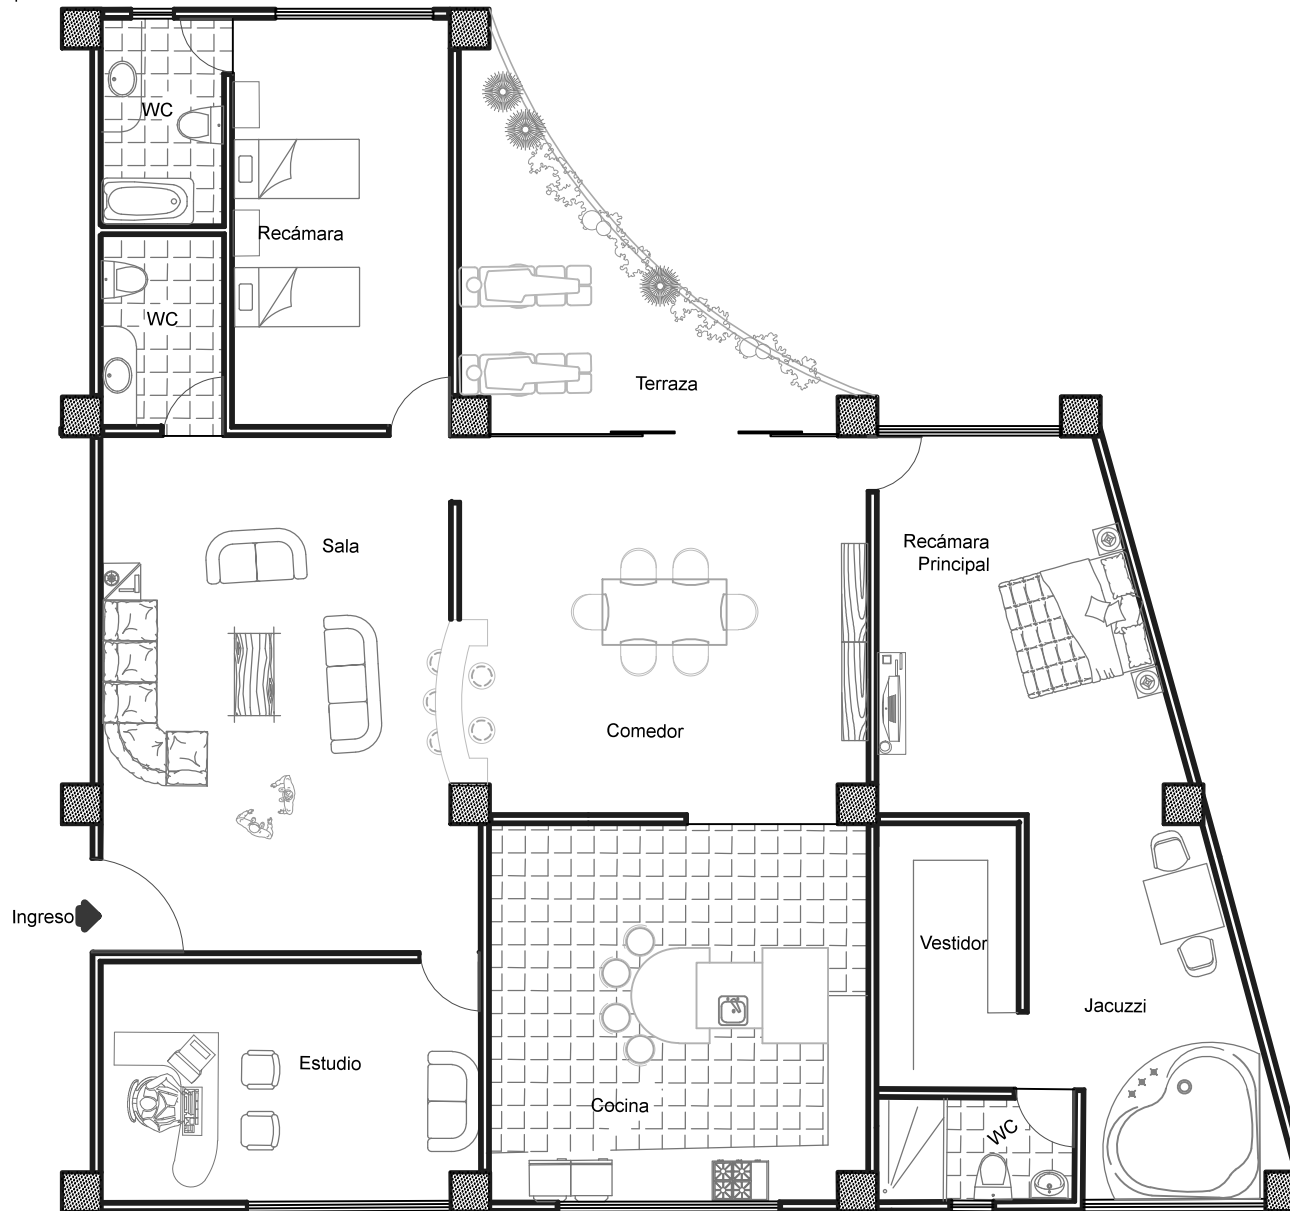 WC
Recámara
WC
Terraza
Sala
Recámara
Principal
Comedor
Ingreso
Vestidor
Jacuzzi
Estudio
Cocina
WC